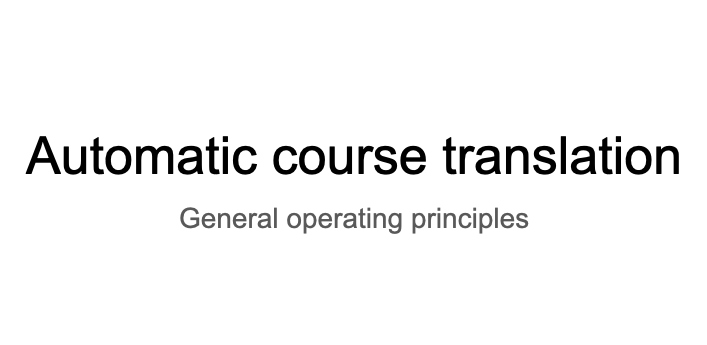 Automatic course translation
General operating principles